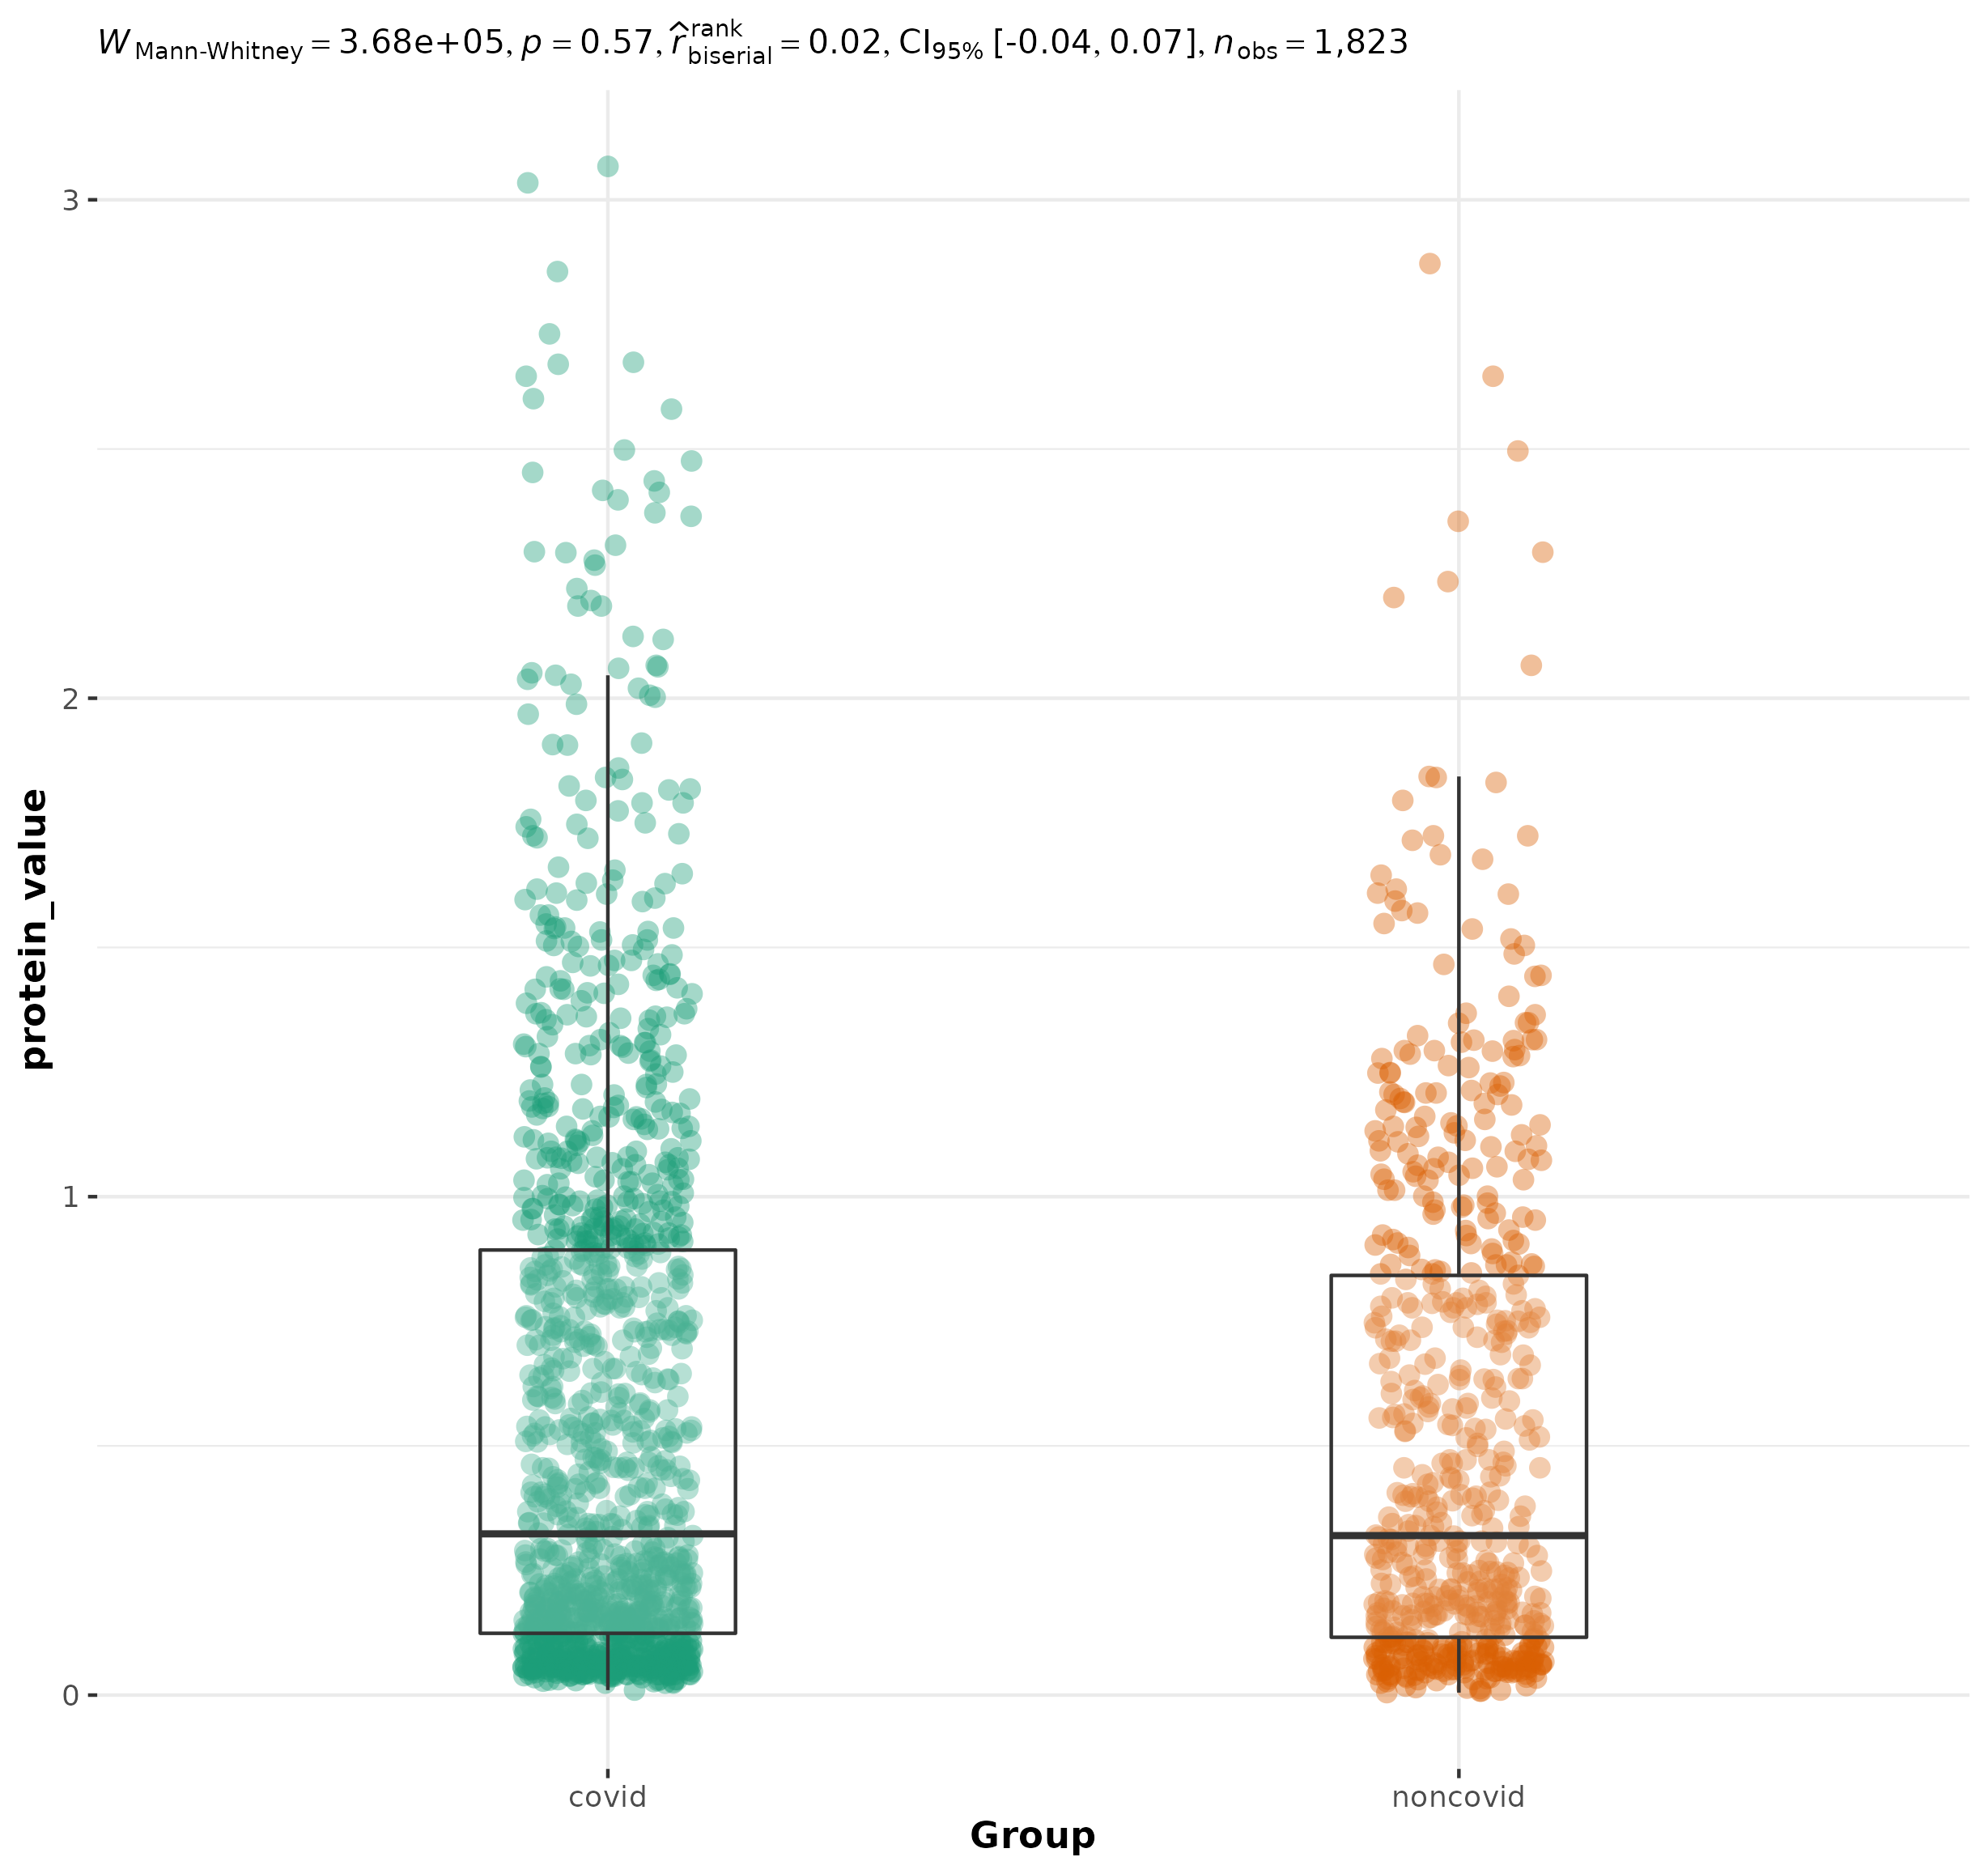 W Mann-Whitney = 3.68e+05, p = 0.57, r̂ rank biserial = 0.02, CI95% [-0.04, 0.07], nobs = 1,823
3
2
1
0
protein_value
covid noncovid
Group